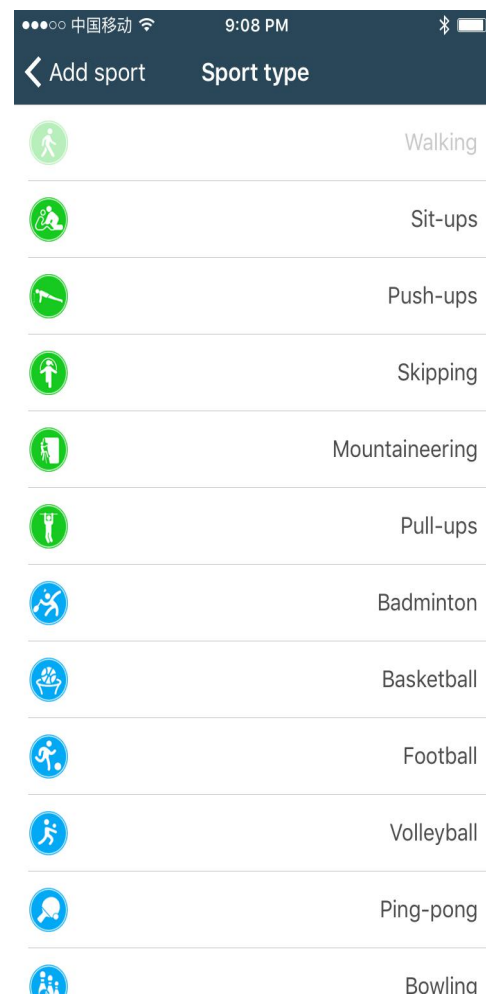 中国移动 9:08 PM
Add sport Sport type
Walking
Sit-ups
Push-ups
Skipping
Mountaineering
Pull-ups
Badminton
Basketball
Football
Volleyball
Ping-pong
Bowling